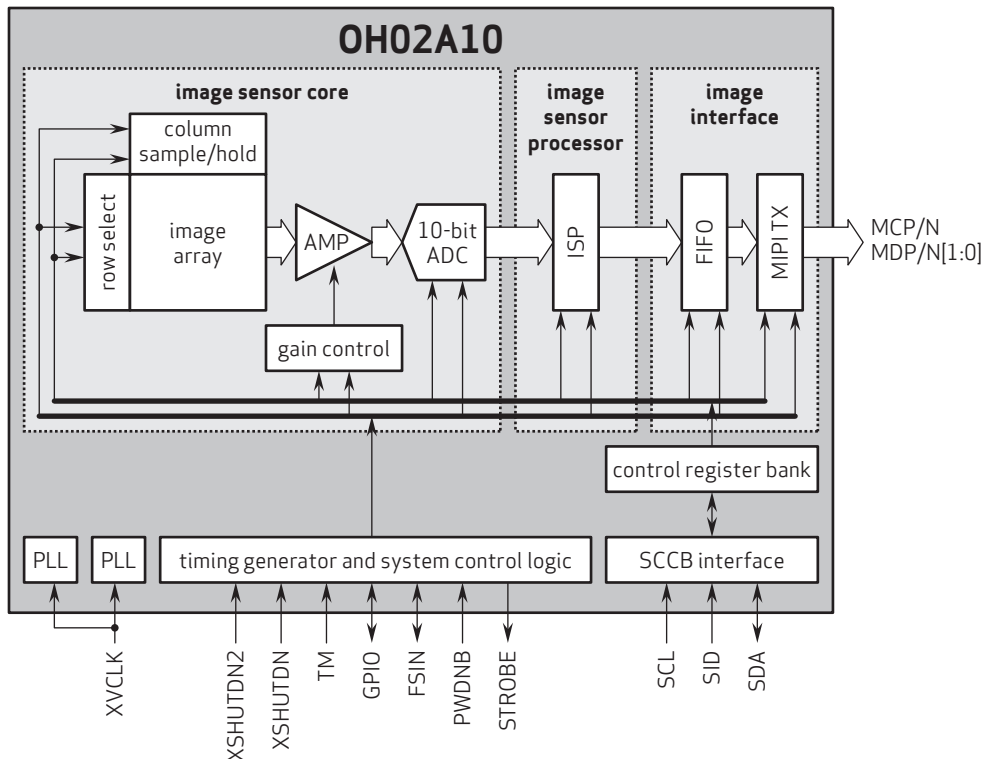 OH02A10
image sensor core
image
sensor
processor
image
interface
column
sample/hold
row select
image
array
AMP
10-bit
ADC
ISP
FIFO
MIPI TX
MCP/N
MDP/N[1:0]
gain control
control register bank
PLL
PLL
timing generator and system control logic
SCCB interface
XVCLK
XSHUTDN2
XSHUTDN
TM
GPIO
FSIN
PWDNB
STROBE
SCL
SID
SDA